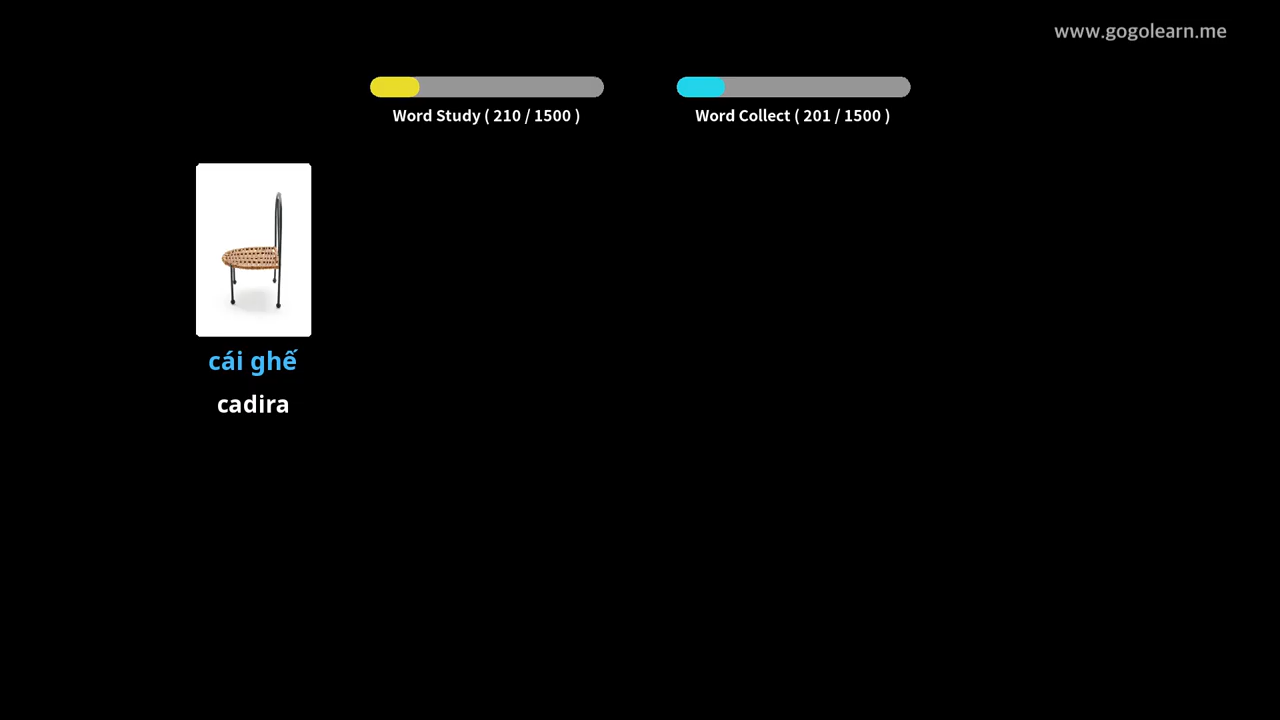 www.gogolearn.me
Word Study ( 210 / 1500 )
Word Collect ( 201 / 1500 )
cái ghế
cadira